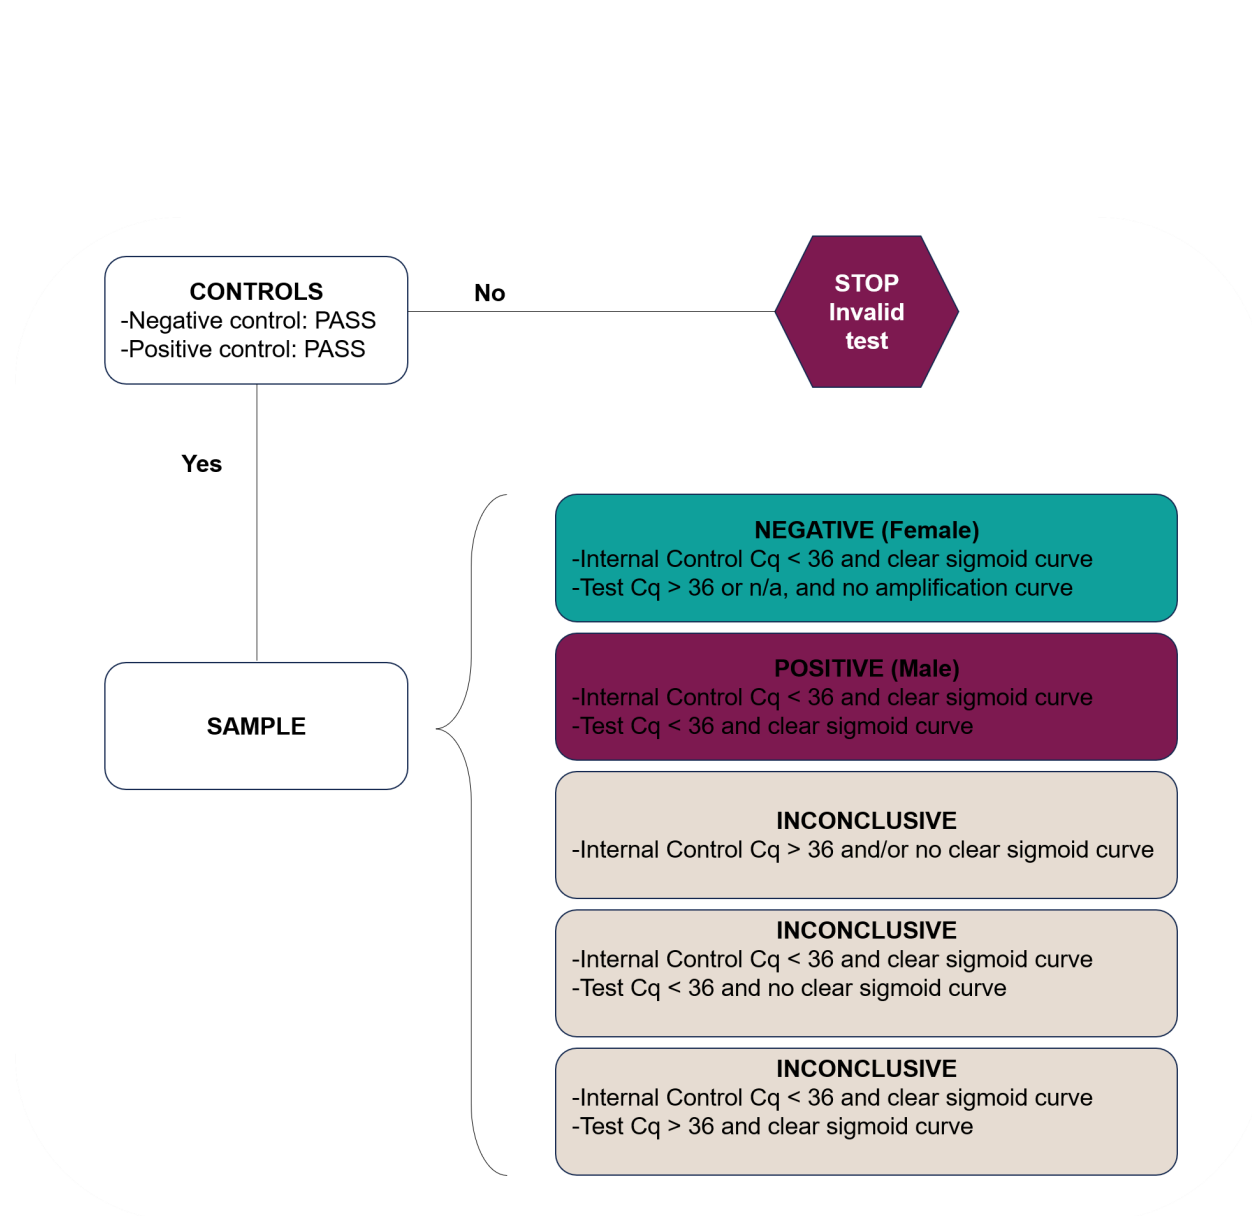 CONTROLS
-Negative control: PASS
-Positive control: PASS
No
STOP
Invalid
test
Yes
SAMPLE
NEGATIVE (Female)
-Internal Control Cq < 36 and clear sigmoid curve
-Test Cq > 36 or n/a, and no amplification curve
POSITIVE (Male)
-Internal Control Cq < 36 and clear sigmoid curve
-Test Cq < 36 and clear sigmoid curve
INCONCLUSIVE
-Internal Control Cq > 36 and/or no clear sigmoid curve
INCONCLUSIVE
-Internal Control Cq < 36 and clear sigmoid curve
-Test Cq < 36 and no clear sigmoid curve
INCONCLUSIVE
-Internal Control Cq < 36 and clear sigmoid curve
-Test Cq > 36 and clear sigmoid curve